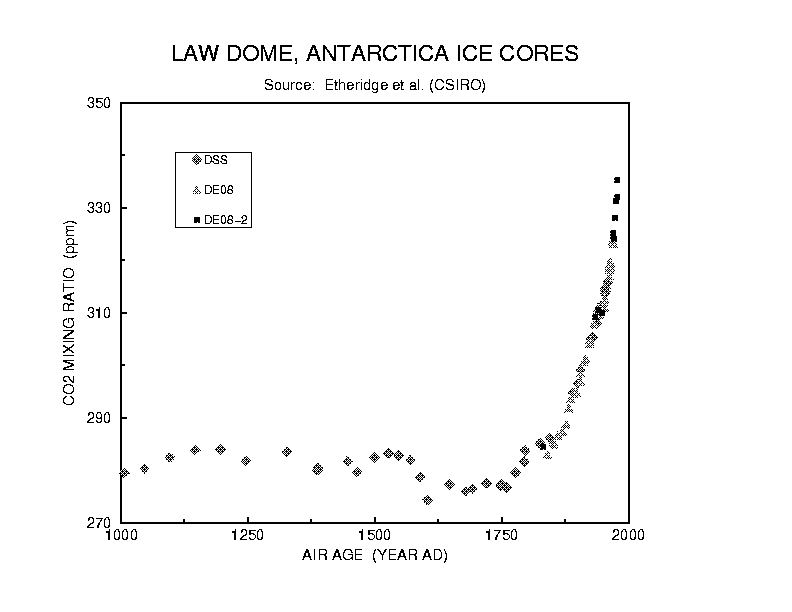 LAW DOME, ANTARCTICA ICE CORES
Source: Etheridge et al. (CSIRO)
350
330
310
290
270
CO2 MIXING RATIO (ppm)
DSS
DE08
DE08-2
1000
1250
1500
1750
2000
AIR AGE (YEAR AD)